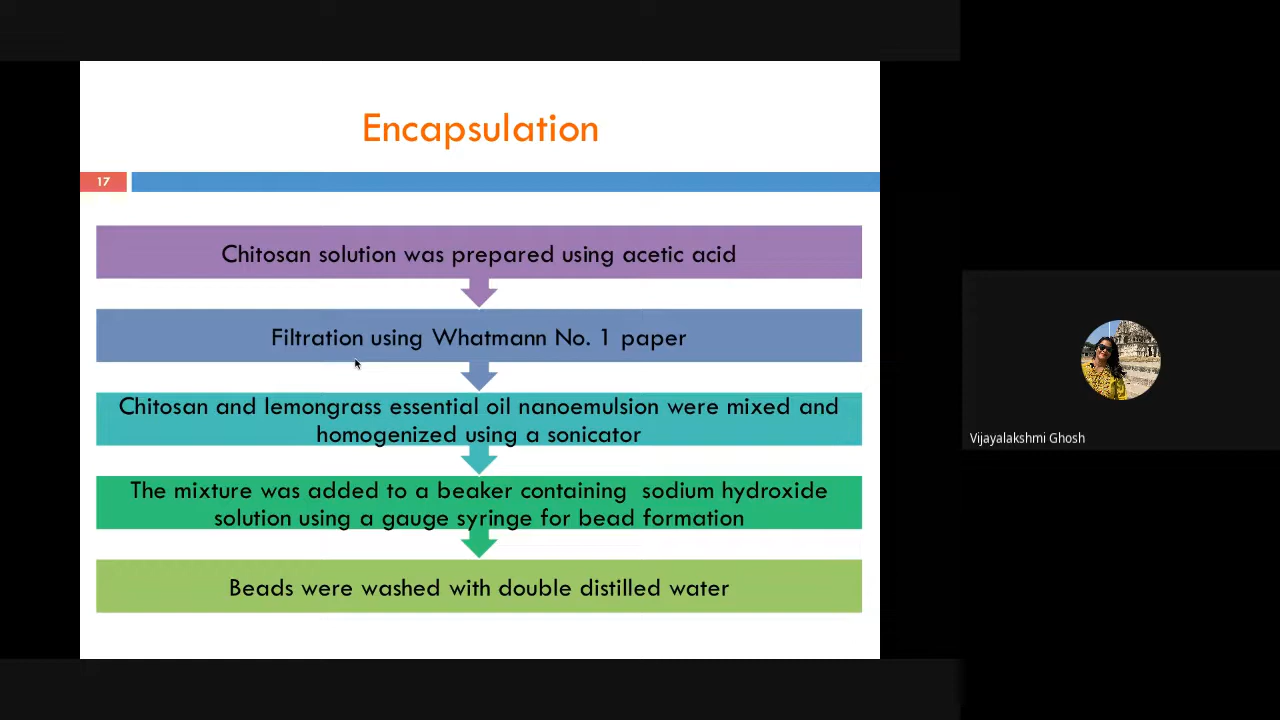 Encapsulation
17
Chitosan solution was prepared using acetic acid
Filtration using Whatmann No. 1 paper
Chitosan and lemongrass essential oil nanoemulsion were mixed and
homogenized using a sonicator
The mixture was added to a beaker containing sodium hydroxide
solution using a gauge syringe for bead formation
Beads were washed with double distilled water
Vijayalakshmi Ghosh